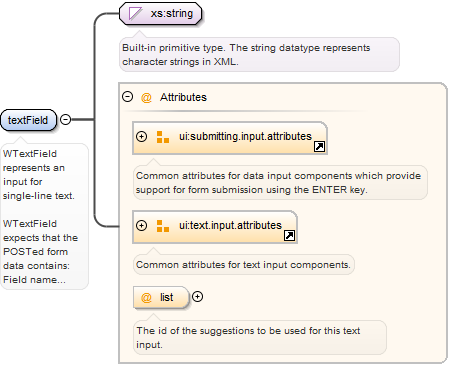 xs:string
Built-in primitive type. The string datatype represents
character strings in XML.
@ Attributes
textField
ui:submitting.input.attributes
WTextField
represents an
input for
single-line text.
Common attributes for data input components which provide
support for form submission using the ENTER key.
WTextField
expects that the
POSTed form
data contains:
Field name...
ui:text.input.attributes
Common attributes for text input components.
@ list
The id of the suggestions to be used for this text
input.